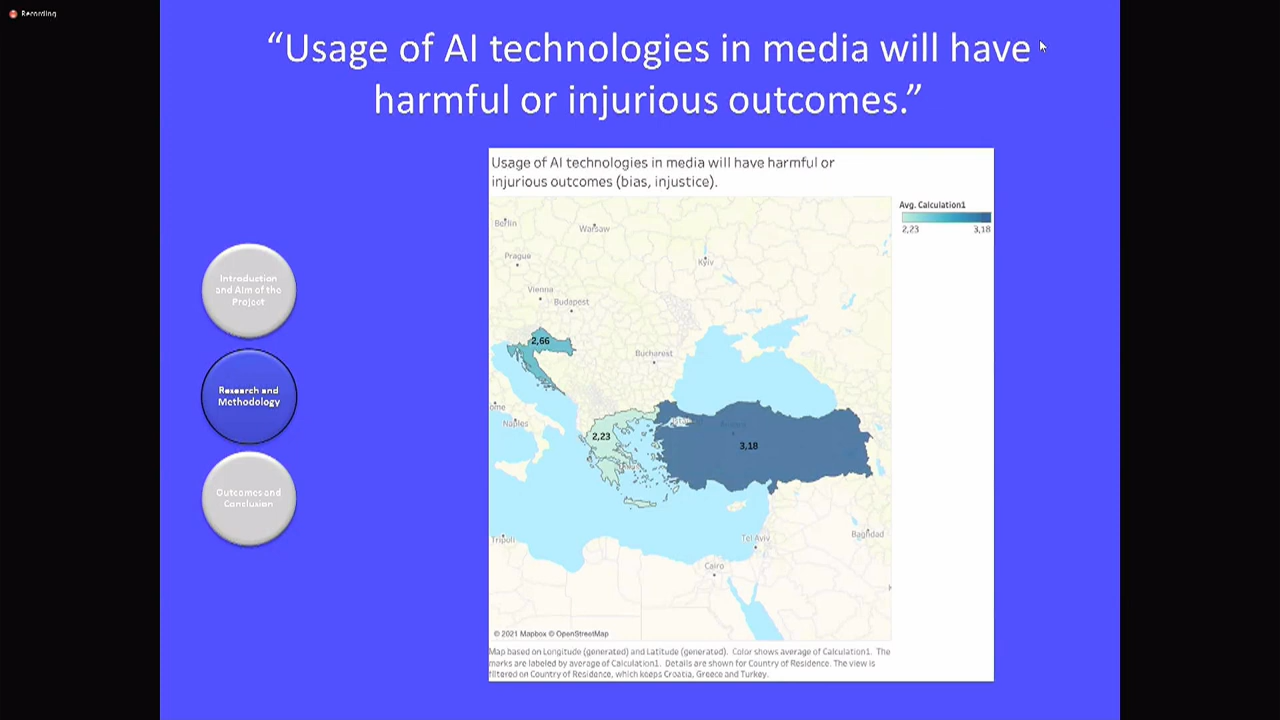 Recording
“Usage of AI technologies in media will have
harmful or injurious outcomes.”
Usage of AI technologies in media will have harmful or
injurious outcomes (bias, injustice).
Avg. Calculation1
2,23 3,18
Introduction
and Aim of the
Project
Research and
Methodology
Outcomes and
Conclusion
Berlin
Warsaw
Prague
Kyiv
Vienna
Budapest
2,66
Bucharest
ome
Naples
2,23
3,18
Tripoli
Tel Aviv
Baghdad
Cairo
© 2021 Mapbox © OpenStreetMap
Map based on Longitude (generated) and Latitude (generated). Color shows average of Calculation1. The
marks are labeled by average of Calculation1. Details are shown for Country of Residence. The view is
filtered on Country of Residence, which keeps Croatia, Greece and Turkey.